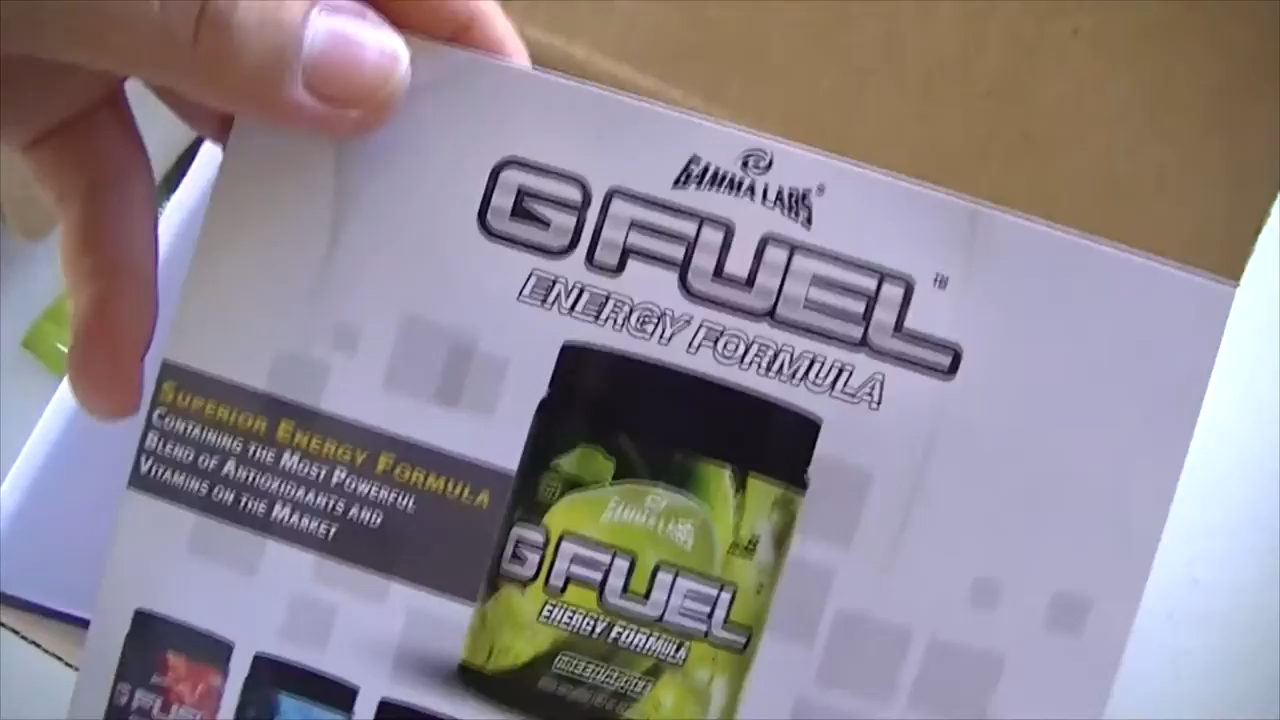 GAMMA LABS®
G FUEL™
ENERGY FORMULA
SUPERIOR ENERGY FORMULA
CONTAINING THE MOST POWERFUL
BLEND OF ANTIOXIDAANTS AND
VITAMINS ON THE MARKET
GAMMA LABS
G FUEL
ENERGY FORMULA
G FUEL